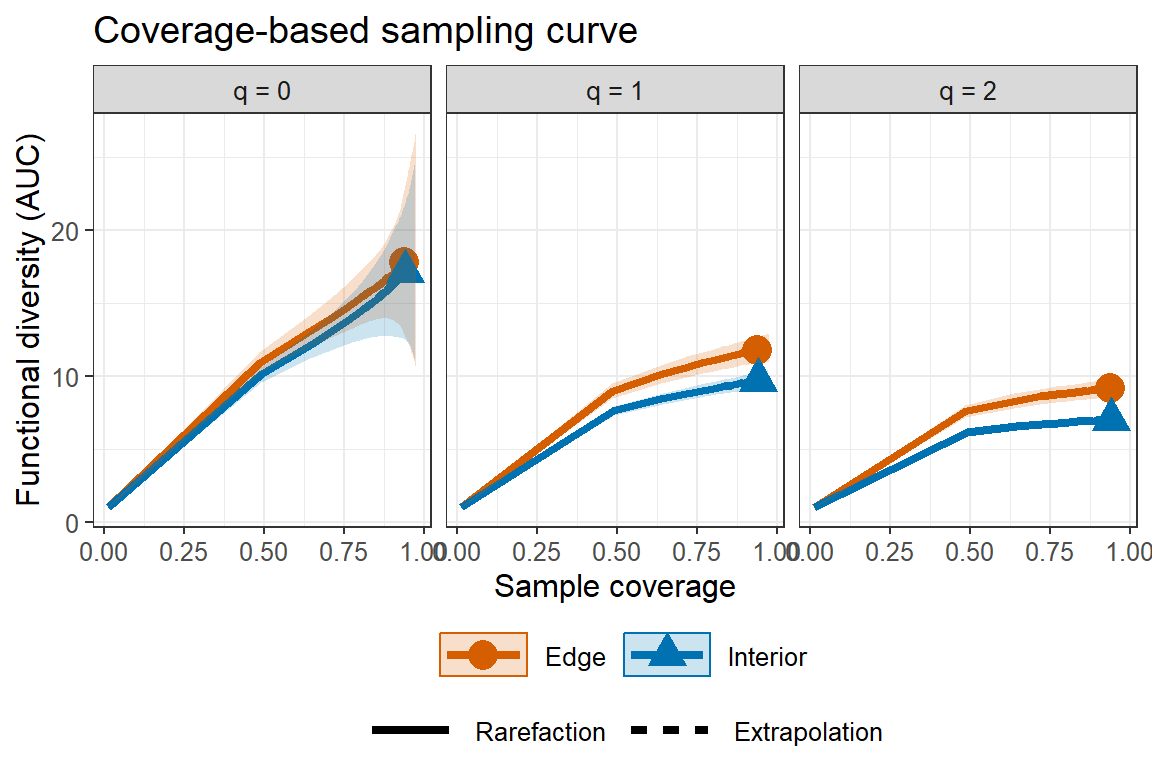 Coverage-based sampling curve
q = 0 q = 1 q = 2
Functional diversity (AUC)
20
10
0
0.00 0.25 0.50 0.75 1.00 0.00 0.25 0.50 0.75 1.00 0.00 0.25 0.50 0.75 1.00
Sample coverage
Edge Interior
Rarefaction Extrapolation